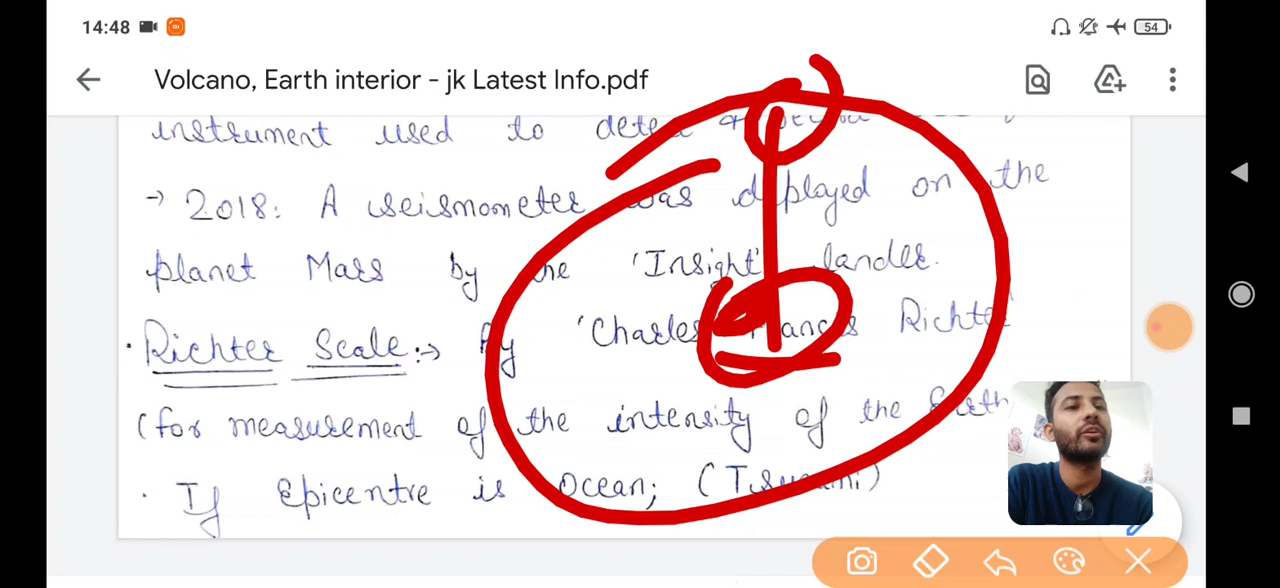 14:48
54
Volcano, Earth interior - jk Latest Info.pdf
instrument used to
→ 2018: A seismometer was deployed on the
planet Mars by the 'Insight' lander.
· Richter Scale :→ By 'Charles Francis Richter
(for measurement of the intensity of the Earth
· If Epicentre is Ocean; (Tsunami)